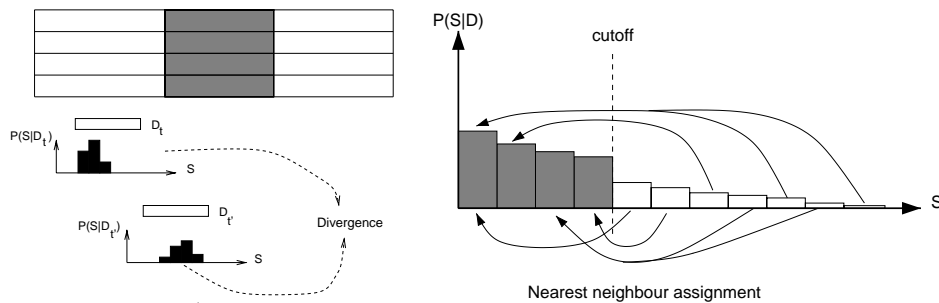 D_t
P(S|D_t)
S
D_t'
P(S|D_t')
S
Divergence
P(S|D)
cutoff
S
Nearest neighbour assignment